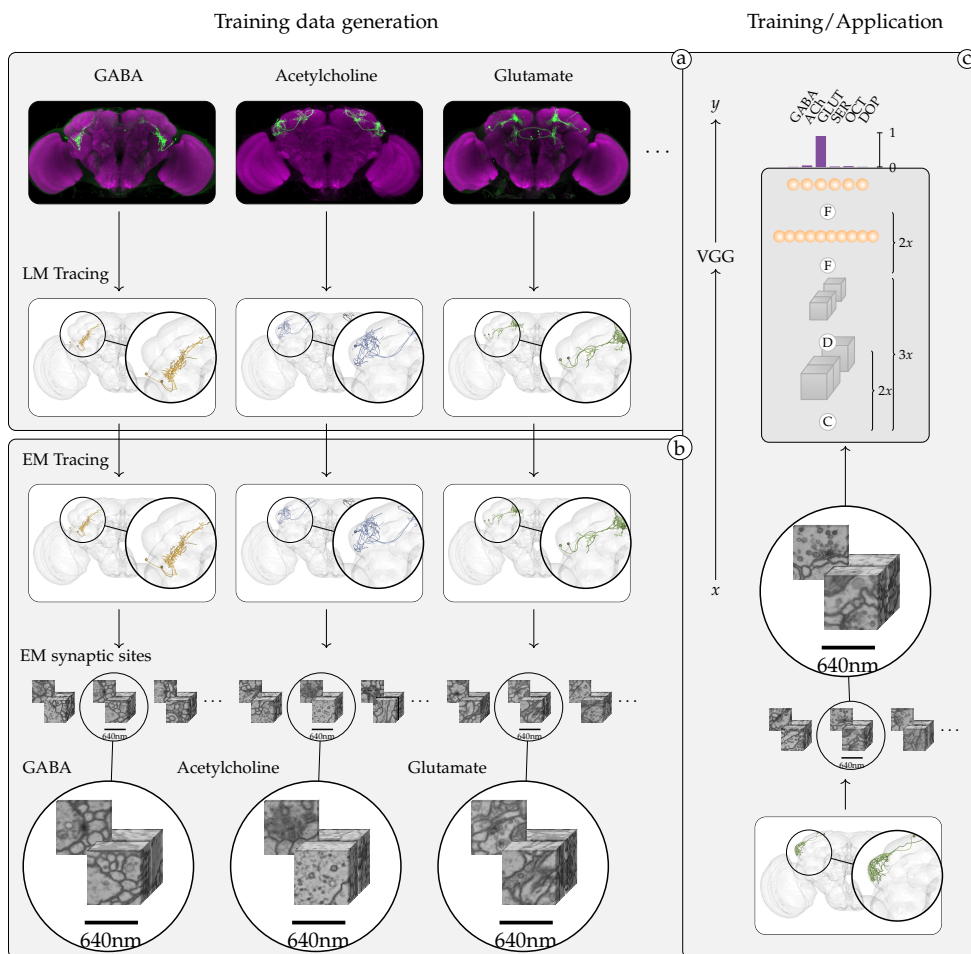 Training data generation
Training/Application
a
GABA
Acetylcholine
Glutamate
...
LM Tracing
b
EM Tracing
EM synaptic sites
...
...
...
640nm
640nm
640nm
GABA
Acetylcholine
Glutamate
640nm
640nm
640nm
c
y
GABA
ACh
GLUT
SER
OCT
DOP
1
0
F
2x
VGG
F
D
3x
2x
C
x
640nm
...
640nm